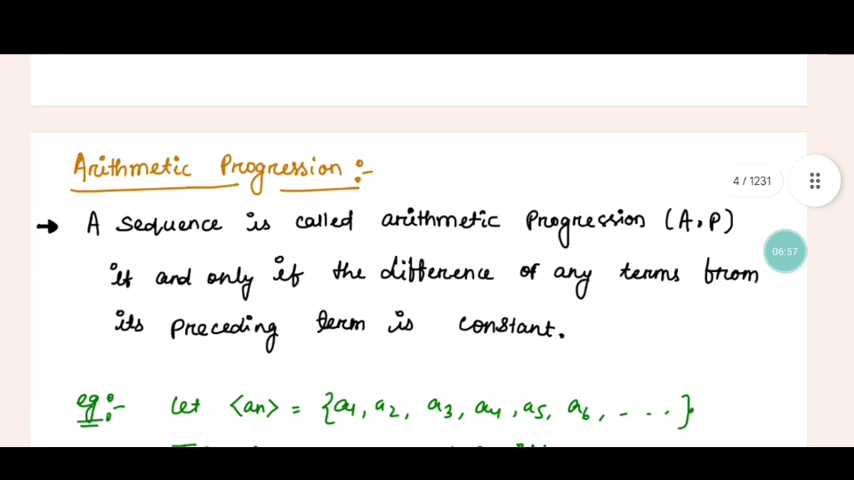 Arithmetic Progression :-
4 / 1231
→ A sequence is called arithmetic Progression (A.P)
06:57
if and only if the difference of any terms from
its preceding term is constant.
eg:- Let <an> = {a1, a2, a3, a4, a5, a6, - - - -}.